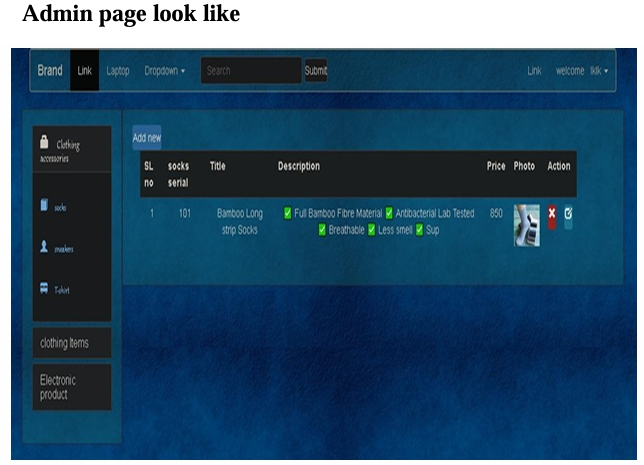 Admin page look like
Brand Link Laptop Dropdown Search Submit Link welcome lklk
Clothing
accessories
socks
sneakers
T-shirt
clothing Items
Electronic
product
Add new
SL no socks serial Title Description Price Photo Action
1 101 Bamboo Long strip Socks ✅ Full Bamboo Fibre Material ✅ Antibacterial Lab Tested ✅ Breathable ✅ Less smell ✅ Sup 850